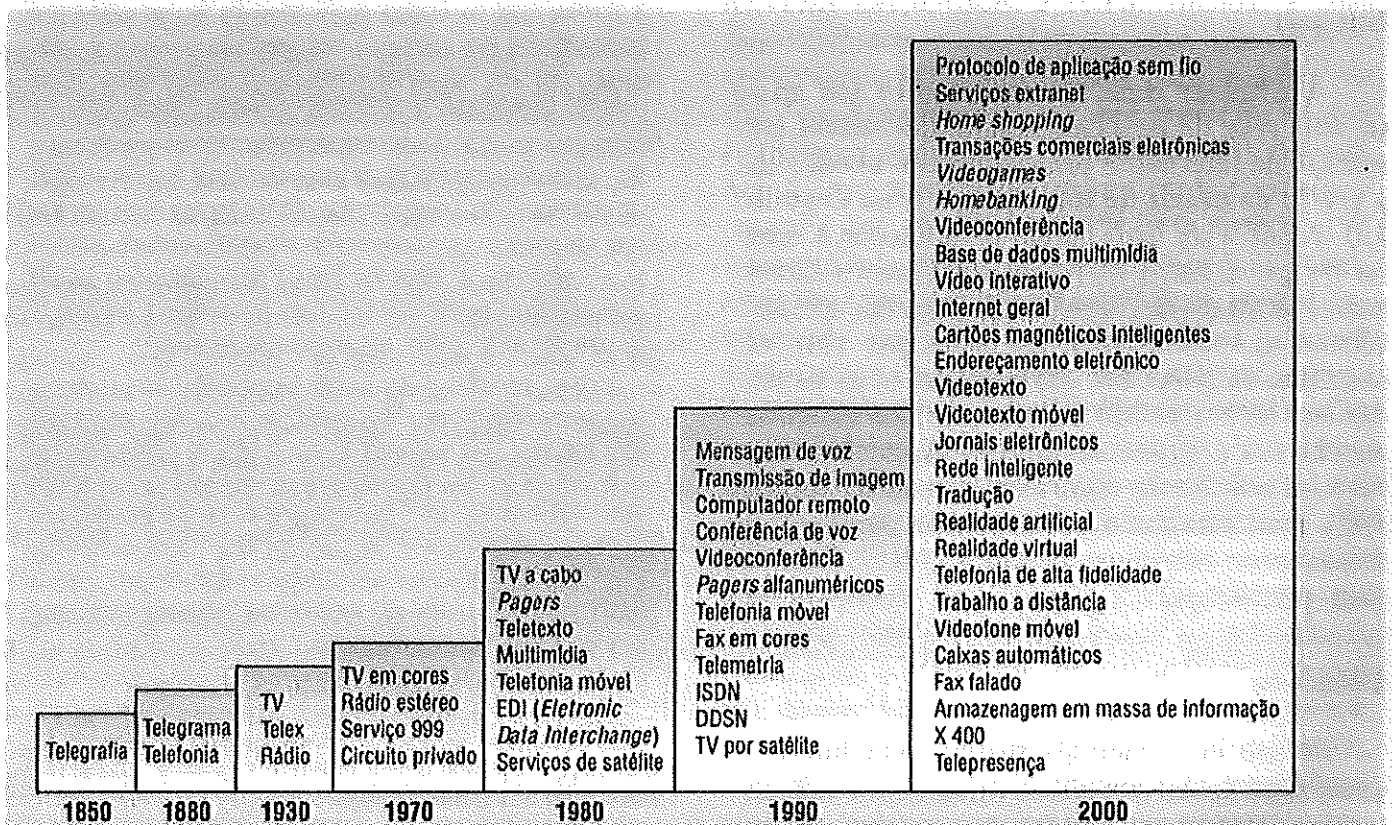 Protocolo de aplicação sem fio
Serviços extranet
Home shopping
Transações comerciais eletrônicas
Videogames
Homebanking
Videoconferência
Base de dados multimídia
Vídeo interativo
Internet geral
Cartões magnéticos inteligentes
Endereçamento eletrônico
Videotexto
Videotexto móvel
Jornais eletrônicos
Rede inteligente
Tradução
Realidade artificial
Realidade virtual
Telefonia de alta fidelidade
Trabalho a distância
Videofone móvel
Caixas automáticos
Fax falado
Armazenagem em massa de informação
X 400
Telepresença
Mensagem de voz
Transmissão de imagem
Computador remoto
Conferência de voz
Videoconferência
Pagers alfanuméricos
Telefonia móvel
Fax em cores
Telemetria
ISDN
DDSN
TV por satélite
TV a cabo
Pagers
Teletexto
Multimídia
Telefonia móvel
EDI (Eletronic
Data Interchange)
Serviços de satélite
TV em cores
Rádio estéreo
Serviço 999
Circuito privado
TV
Telex
Rádio
Telegrama
Telefonia
Telegrafia
1850 1880 1930 1970 1980 1990 2000